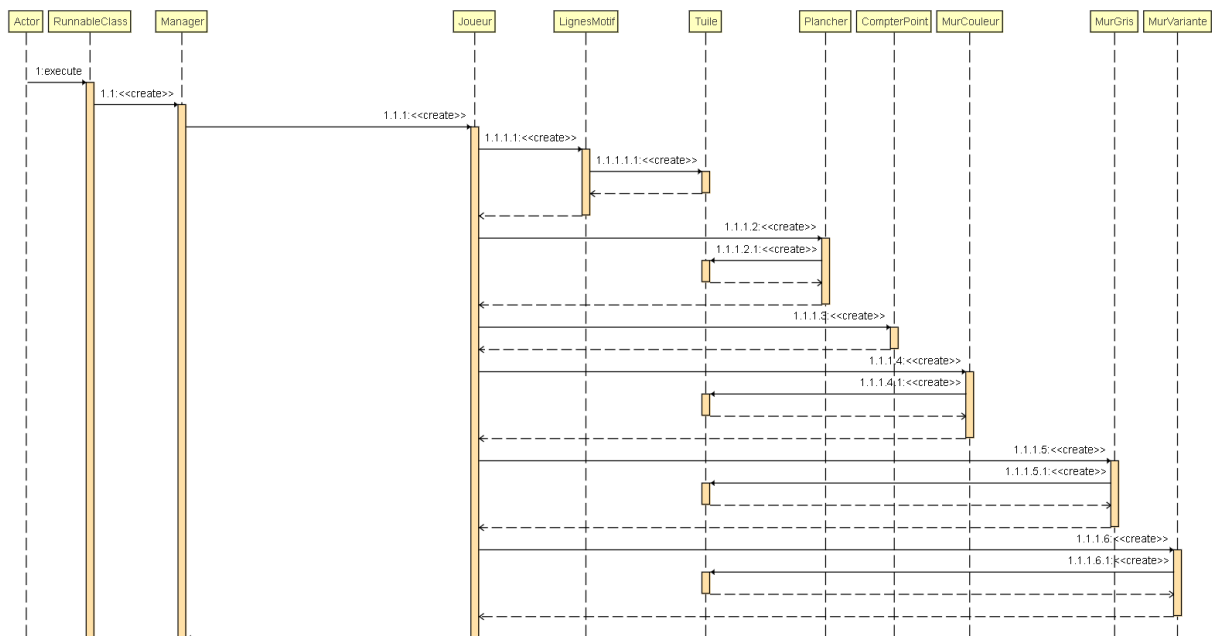 Actor
RunnableClass
Manager
Joueur
LignesMotif
Tuile
Plancher
CompterPoint
MurCouleur
MurGris
MurVariante
1:execute
1.1:<<create>>
1.1.1:<<create>>
1.1.1.1:<<create>>
1.1.1.1.1:<<create>>
1.1.1.2:<<create>>
1.1.1.2.1:<<create>>
1.1.1.3:<<create>>
1.1.1.4:<<create>>
1.1.1.4.1:<<create>>
1.1.1.5:<<create>>
1.1.1.5.1:<<create>>
1.1.1.6:<<create>>
1.1.1.6.1:<<create>>